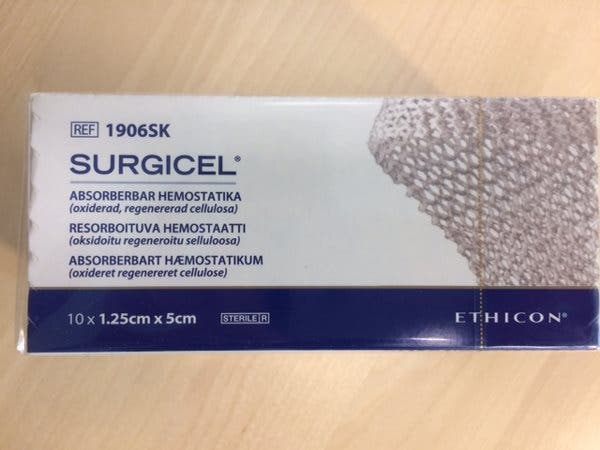 REF 1906SK
SURGICEL®
ABSORBERBAR HEMOSTATIKA
(oxiderad, regenererad cellulosa)
RESORBOITUVA HEMOSTAATTI
(oksidoitu regeneroitu selluloosa)
ABSORBERBART HÆMOSTATIKUM
(oxideret regenereret cellulose)
10 x 1.25cm x 5cm STERILE R ETHICON®